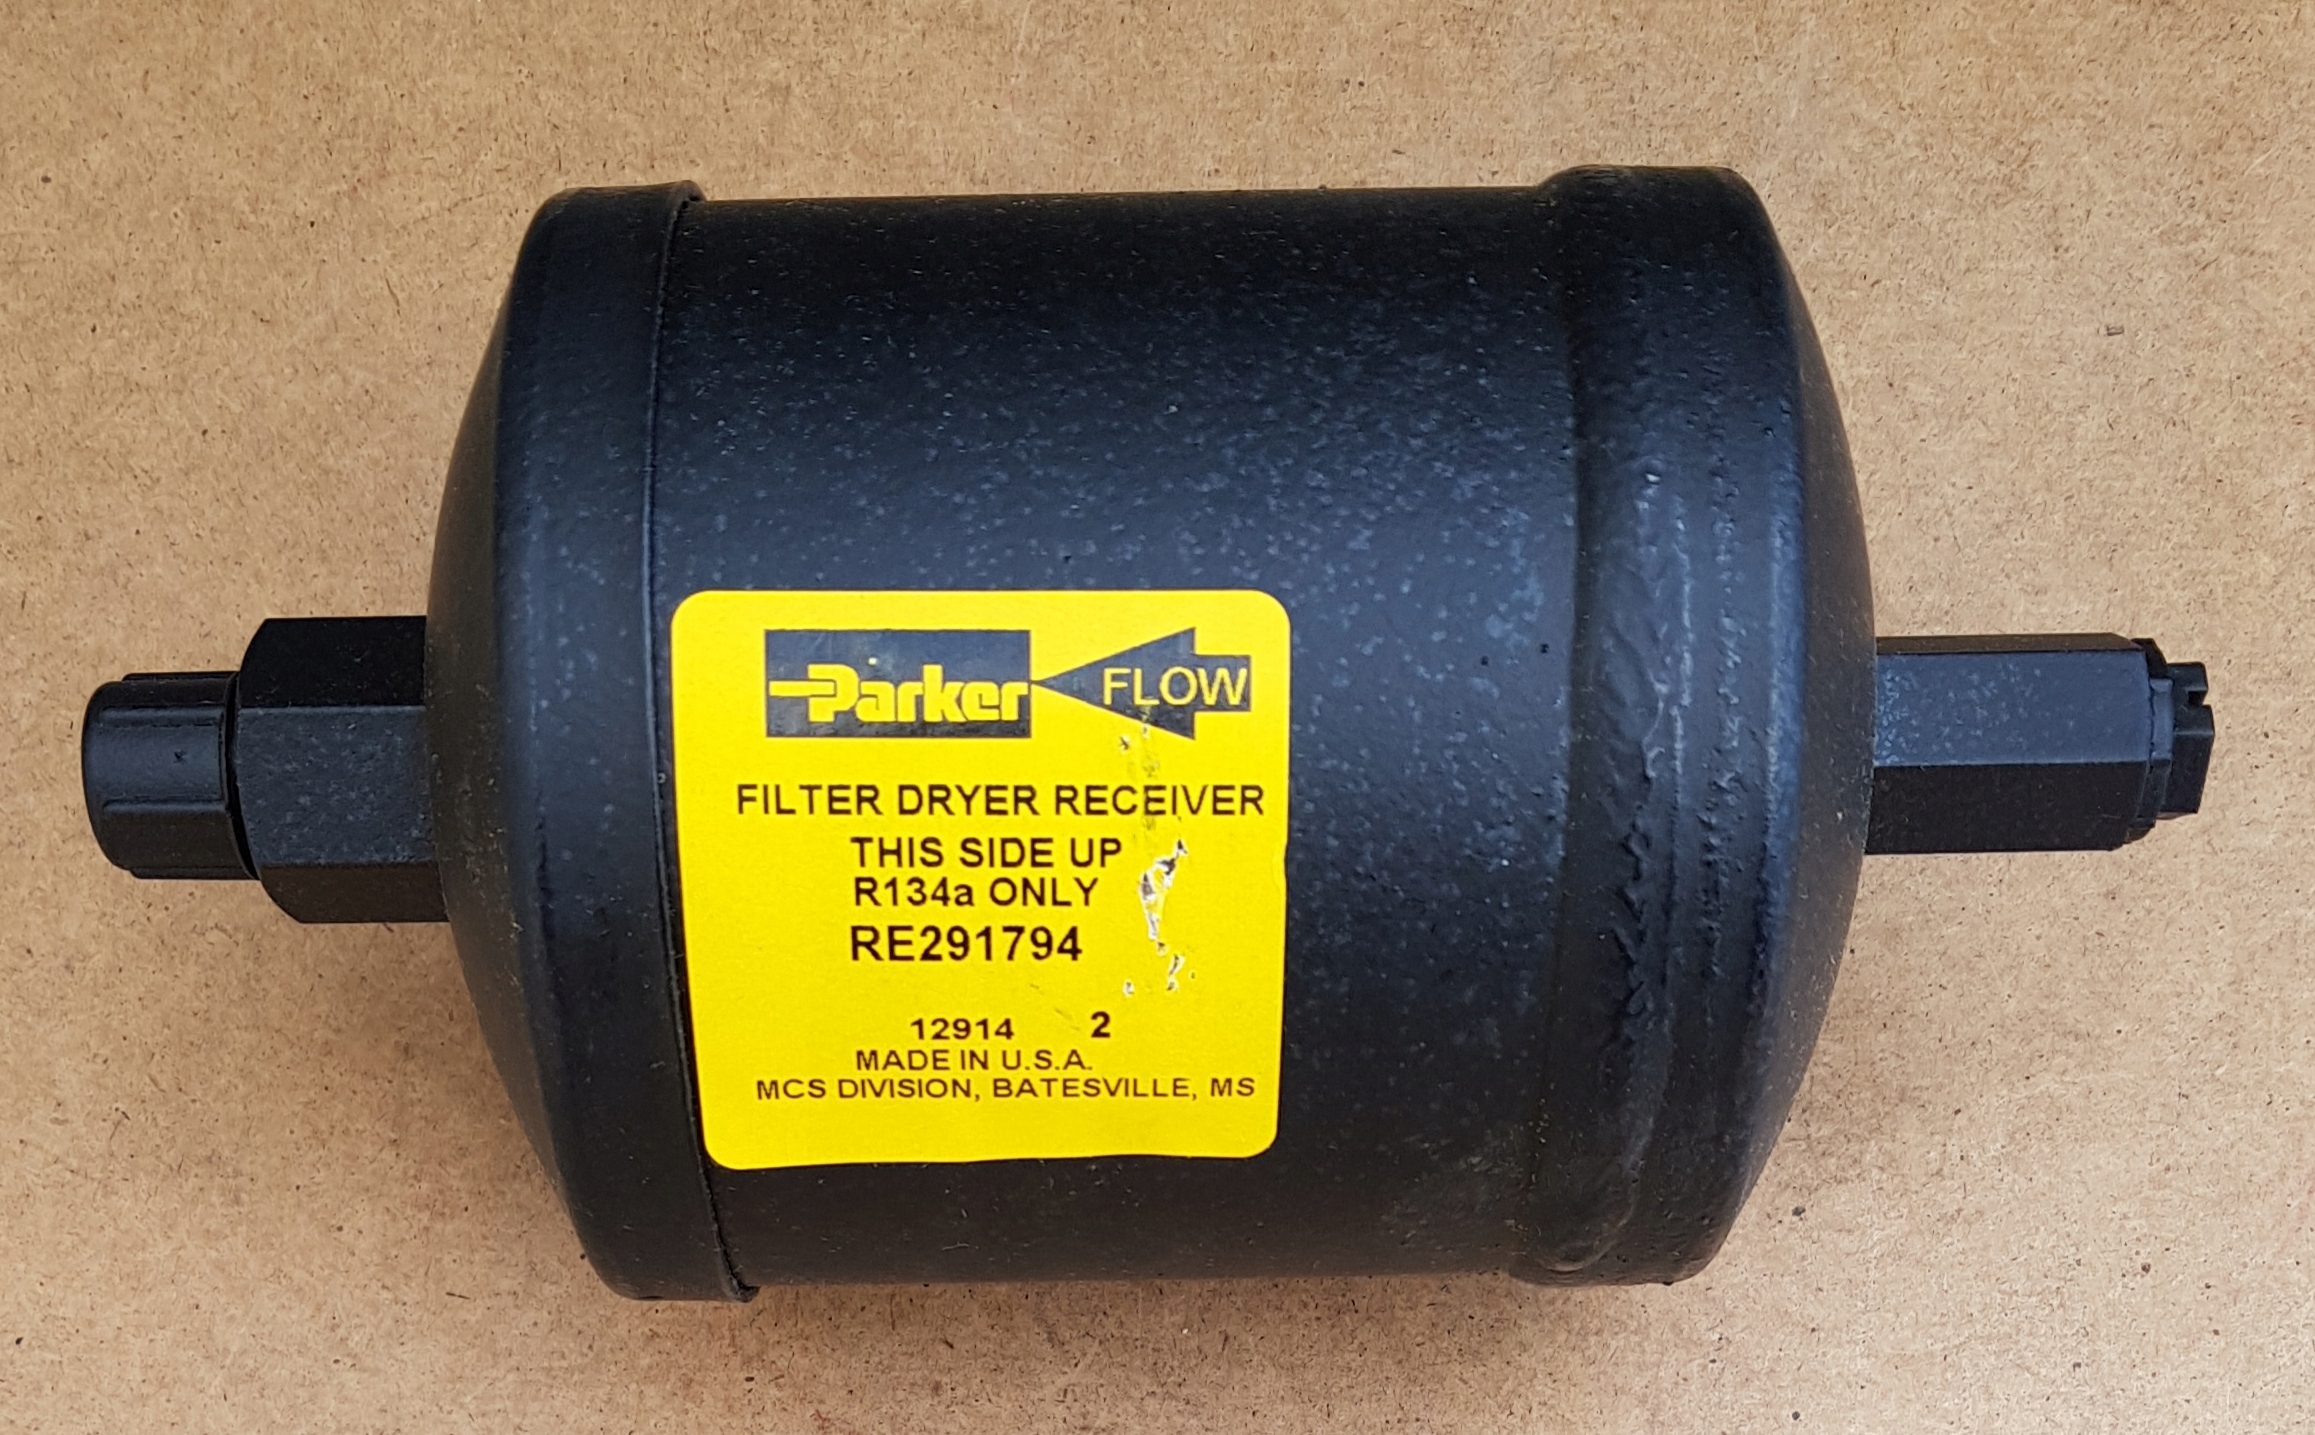 Parker FLOW
FILTER DRYER RECEIVER
THIS SIDE UP
R134a ONLY
RE291794
12914 2
MADE IN U.S.A.
MCS DIVISION, BATESVILLE, MS